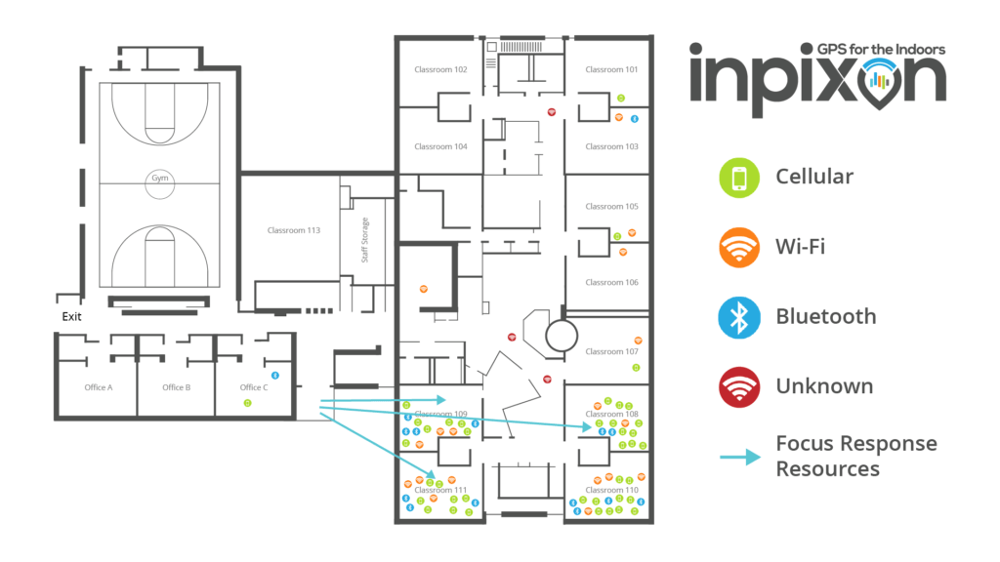 GPS for the Indoors
inpixon
Classroom 102
Classroom 101
Classroom 104
Classroom 103
Gym
Classroom 105
Classroom 113
Staff Storage
Classroom 106
Exit
Classroom 107
Office A
Office B
Office C
Classroom 109
Classroom 108
Classroom 111
Classroom 110
Cellular
Wi-Fi
Bluetooth
Unknown
Focus Response
Resources